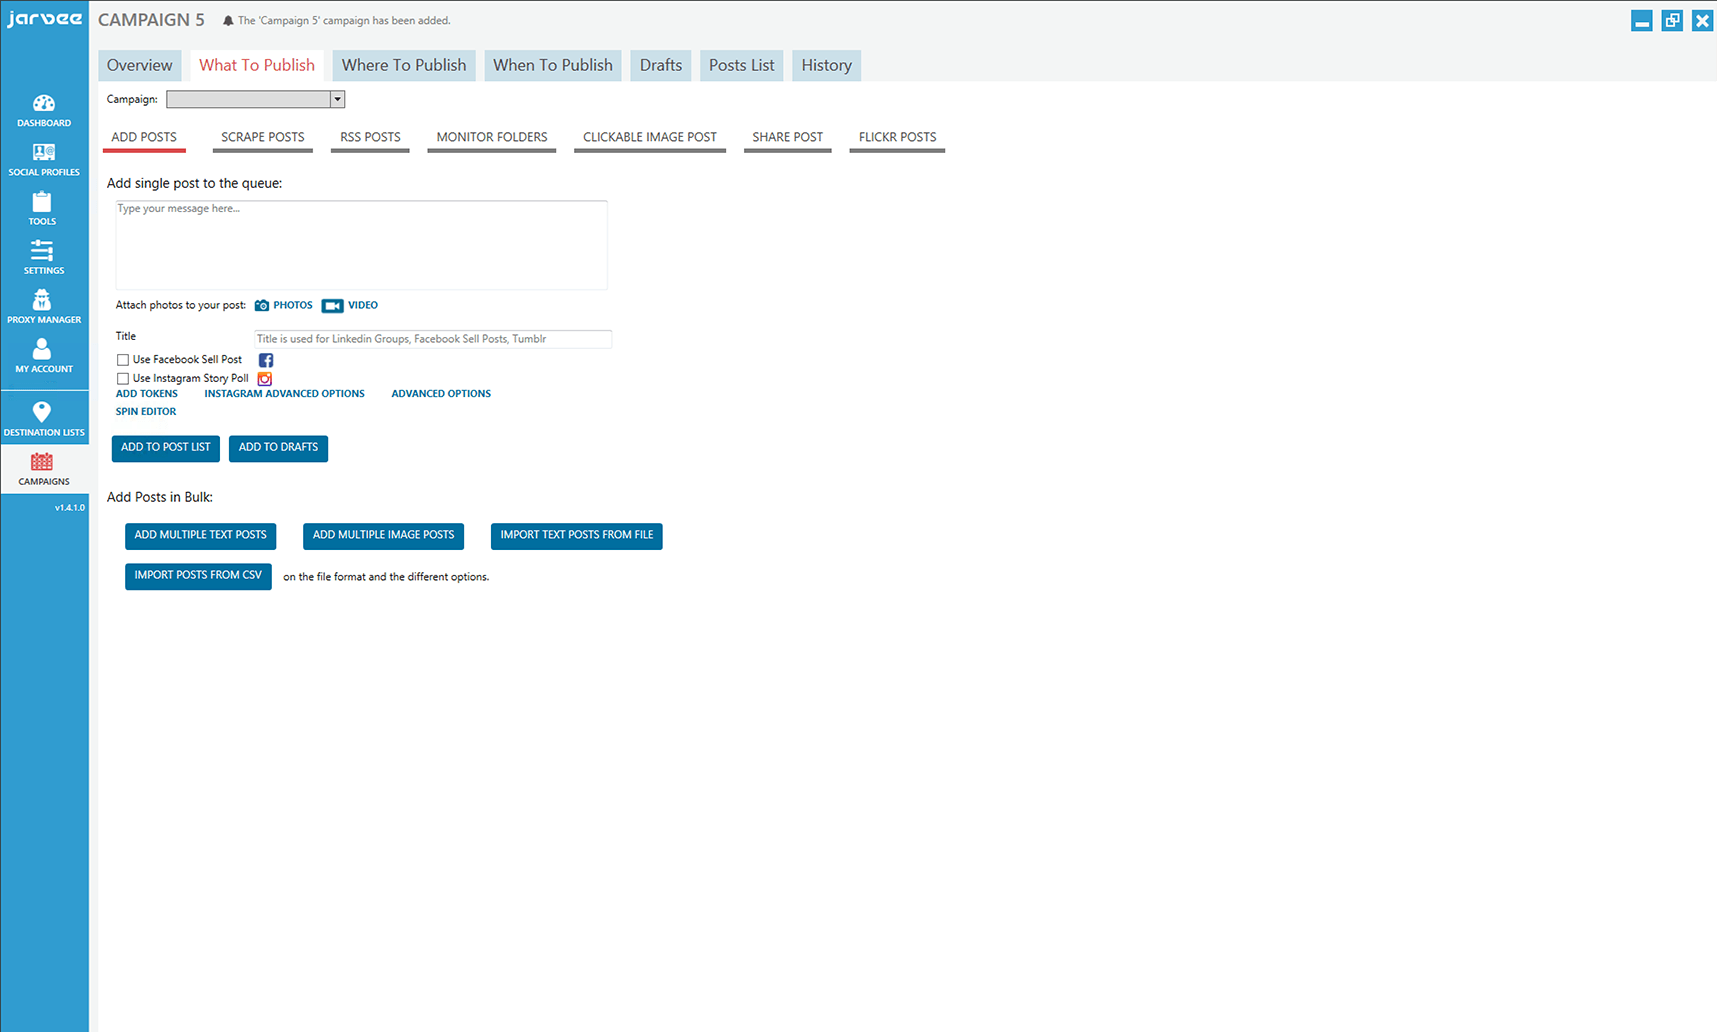 jarvee
CAMPAIGN 5 The 'Campaign 5' campaign has been added.
Overview What To Publish Where To Publish When To Publish Drafts Posts List History
Campaign:
DASHBOARD
SOCIAL PROFILES
TOOLS
SETTINGS
PROXY MANAGER
MY ACCOUNT
DESTINATION LISTS
CAMPAIGNS
v1.4.1.0
ADD POSTS SCRAPE POSTS RSS POSTS MONITOR FOLDERS CLICKABLE IMAGE POST SHARE POST FLICKR POSTS
Add single post to the queue:
Type your message here...
Attach photos to your post: PHOTOS VIDEO
Title Title is used for Linkedin Groups, Facebook Sell Posts, Tumblr
Use Facebook Sell Post
Use Instagram Story Poll
ADD TOKENS INSTAGRAM ADVANCED OPTIONS ADVANCED OPTIONS
SPIN EDITOR
ADD TO POST LIST ADD TO DRAFTS
Add Posts in Bulk:
ADD MULTIPLE TEXT POSTS ADD MULTIPLE IMAGE POSTS IMPORT TEXT POSTS FROM FILE
IMPORT POSTS FROM CSV on the file format and the different options.